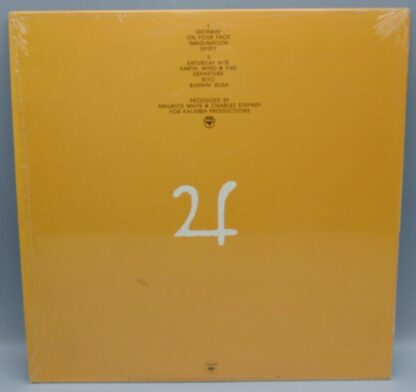 1
GETAWAY
ON YOUR FACE
IMAGINATION
SPIRIT
2
SATURDAY NITE
EARTH, WIND & FIRE
DEPARTURE
BIYO
BURNIN' BUSH
PRODUCED BY
MAURICE WHITE & CHARLES STEPNEY
FOR KALIMBA PRODUCTIONS